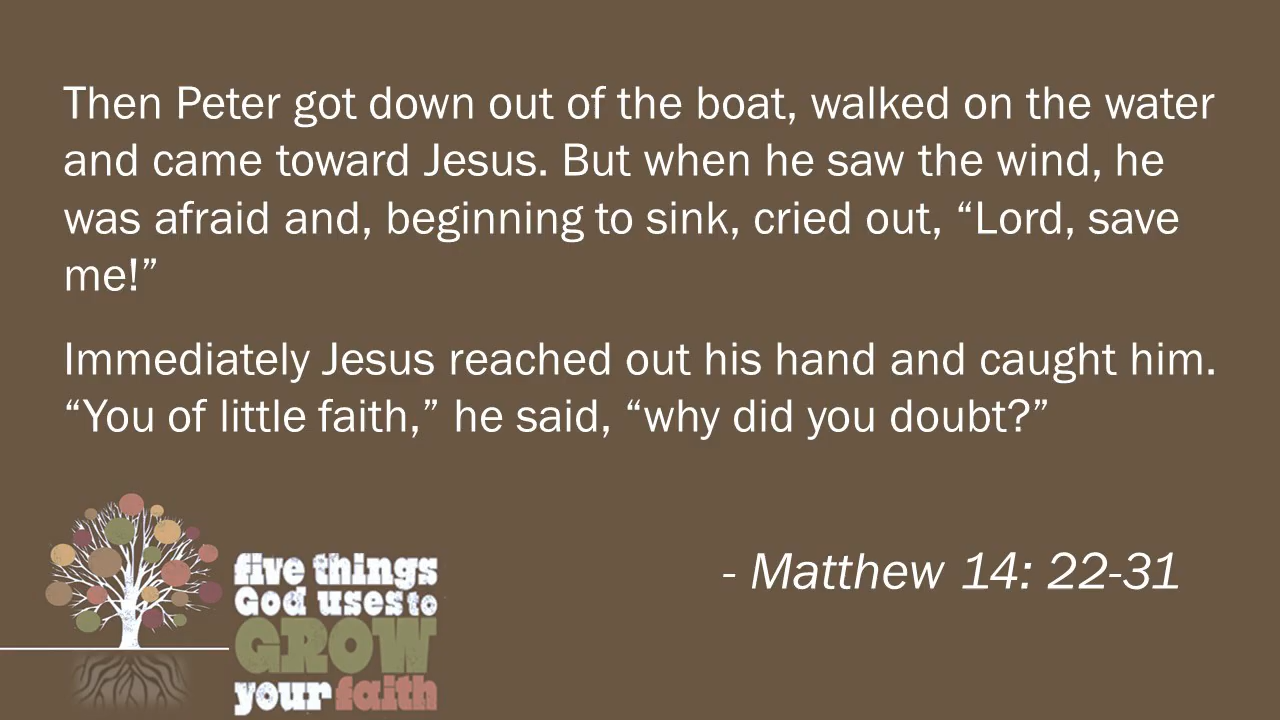 Then Peter got down out of the boat, walked on the water
and came toward Jesus. But when he saw the wind, he
was afraid and, beginning to sink, cried out, “Lord, save
me!”
Immediately Jesus reached out his hand and caught him.
“You of little faith,” he said, “why did you doubt?”
- Matthew 14: 22-31
five things
God uses to
GROW
your faith